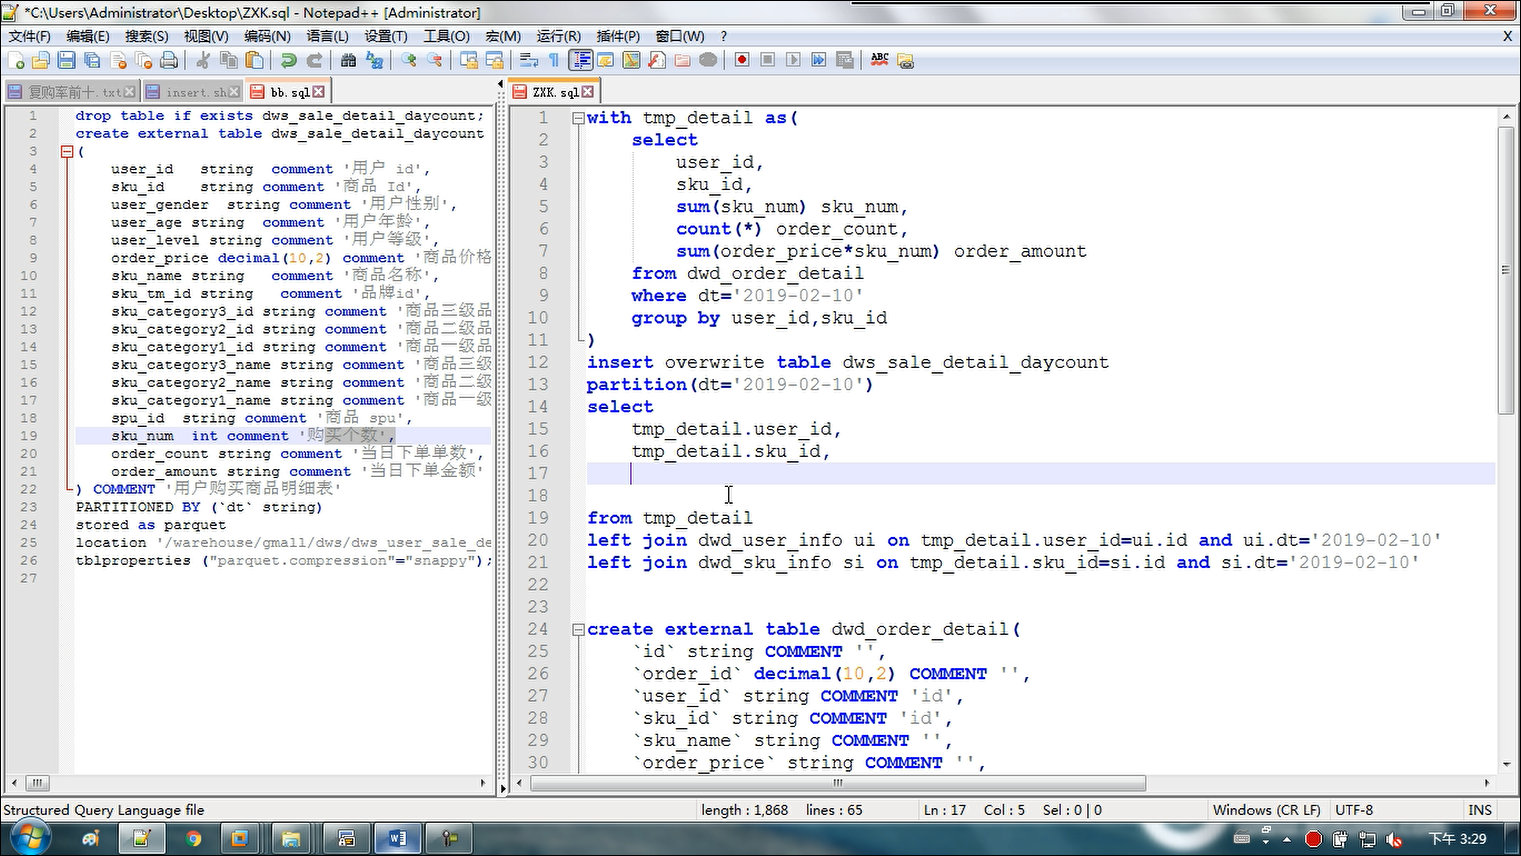 *C:\Users\Administrator\Desktop\ZXK.sql - Notepad++ [Administrator]
文件(F) 编辑(E) 搜索(S) 视图(V) 编码(N) 语言(L) 设置(T) 工具(O) 宏(M) 运行(R) 插件(P) 窗口(W) ? X
复购率前十.txt insert.sh bb.sql
1 drop table if exists dws_sale_detail_daycount;
2 create external table dws_sale_detail_daycount
3 (
4 user_id string comment '用户 id',
5 sku_id string comment '商品 Id',
6 user_gender string comment '用户性别',
7 user_age string comment '用户年龄',
8 user_level string comment '用户等级',
9 order_price decimal(10,2) comment '商品价格
10 sku_name string comment '商品名称',
11 sku_tm_id string comment '品牌id',
12 sku_category3_id string comment '商品三级品
13 sku_category2_id string comment '商品二级品
14 sku_category1_id string comment '商品一级品
15 sku_category3_name string comment '商品三级
16 sku_category2_name string comment '商品二级
17 sku_category1_name string comment '商品一级
18 spu_id string comment '商品 spu',
19 sku_num int comment '购买个数',
20 order_count string comment '当日下单单数',
21 order_amount string comment '当日下单金额'
22 ) COMMENT '用户购买商品明细表'
23 PARTITIONED BY (`dt` string)
24 stored as parquet
25 location '/warehouse/gmall/dws/dws_user_sale_de
26 tblproperties ("parquet.compression"="snappy");
27
ZXK.sql
1 with tmp_detail as(
2 select
3 user_id,
4 sku_id,
5 sum(sku_num) sku_num,
6 count(*) order_count,
7 sum(order_price*sku_num) order_amount
8 from dwd_order_detail
9 where dt='2019-02-10'
10 group by user_id,sku_id
11 )
12 insert overwrite table dws_sale_detail_daycount
13 partition(dt='2019-02-10')
14 select
15 tmp_detail.user_id,
16 tmp_detail.sku_id,
17
18
19 from tmp_detail
20 left join dwd_user_info ui on tmp_detail.user_id=ui.id and ui.dt='2019-02-10'
21 left join dwd_sku_info si on tmp_detail.sku_id=si.id and si.dt='2019-02-10'
22
23
24 create external table dwd_order_detail(
25 `id` string COMMENT '',
26 `order_id` decimal(10,2) COMMENT '',
27 `user_id` string COMMENT 'id',
28 `sku_id` string COMMENT 'id',
29 `sku_name` string COMMENT '',
30 `order_price` string COMMENT '',
Structured Query Language file length : 1,868 lines : 65 Ln : 17 Col : 5 Sel : 0 | 0 Windows (CR LF) UTF-8 INS
下午 3:29